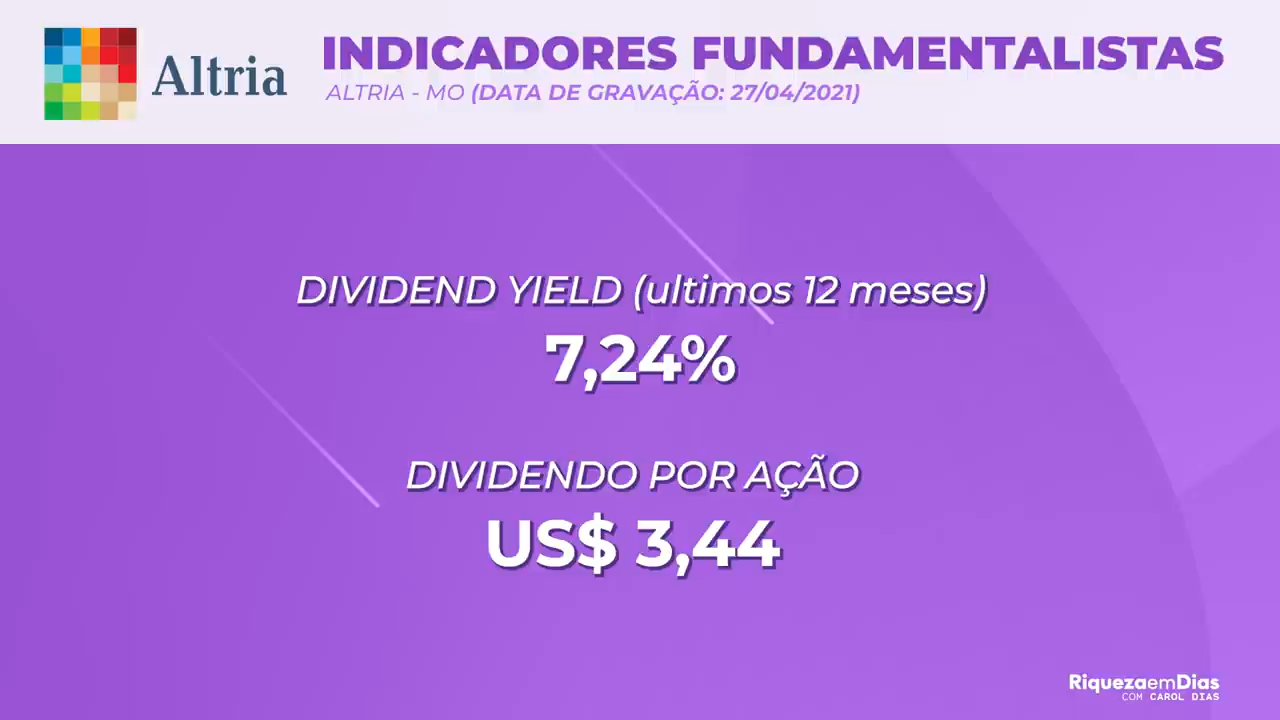 Altria
INDICADORES FUNDAMENTALISTAS
ALTRIA - MO (DATA DE GRAVAÇÃO: 27/04/2021)
DIVIDEND YIELD (ultimos 12 meses)
7,24%
DIVIDENDO POR AÇÃO
US$ 3,44
RiquezaemDias
COM CAROL DIAS